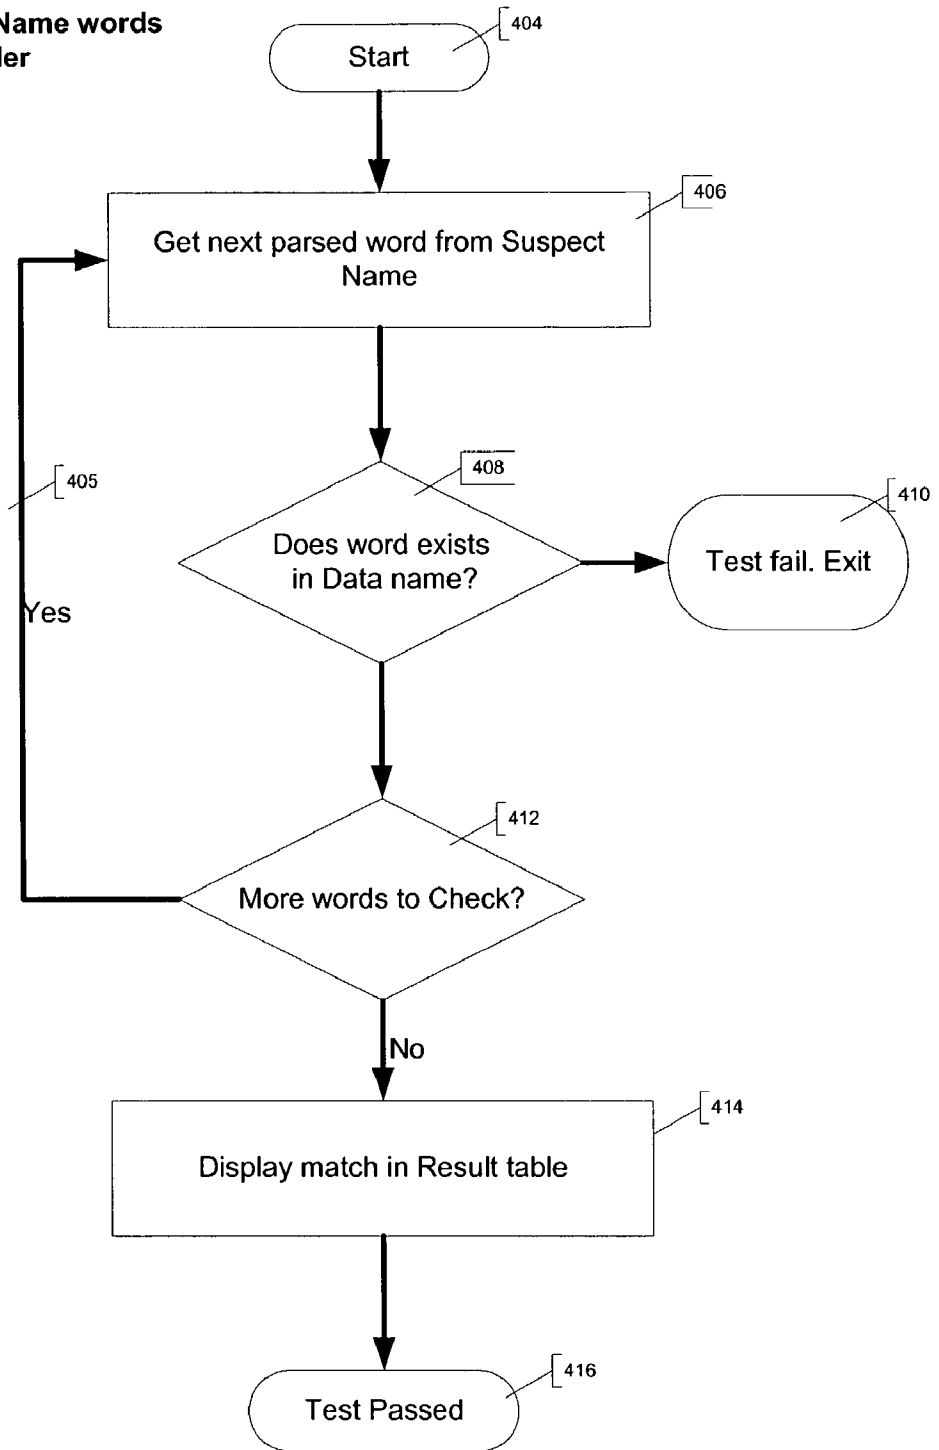 Name words
Start
404
406
Get next parsed word from Suspect
Name
405
408
Does word exists
in Data name?
410
Test fail. Exit
Yes
412
More words to Check?
No
414
Display match in Result table
416
Test Passed